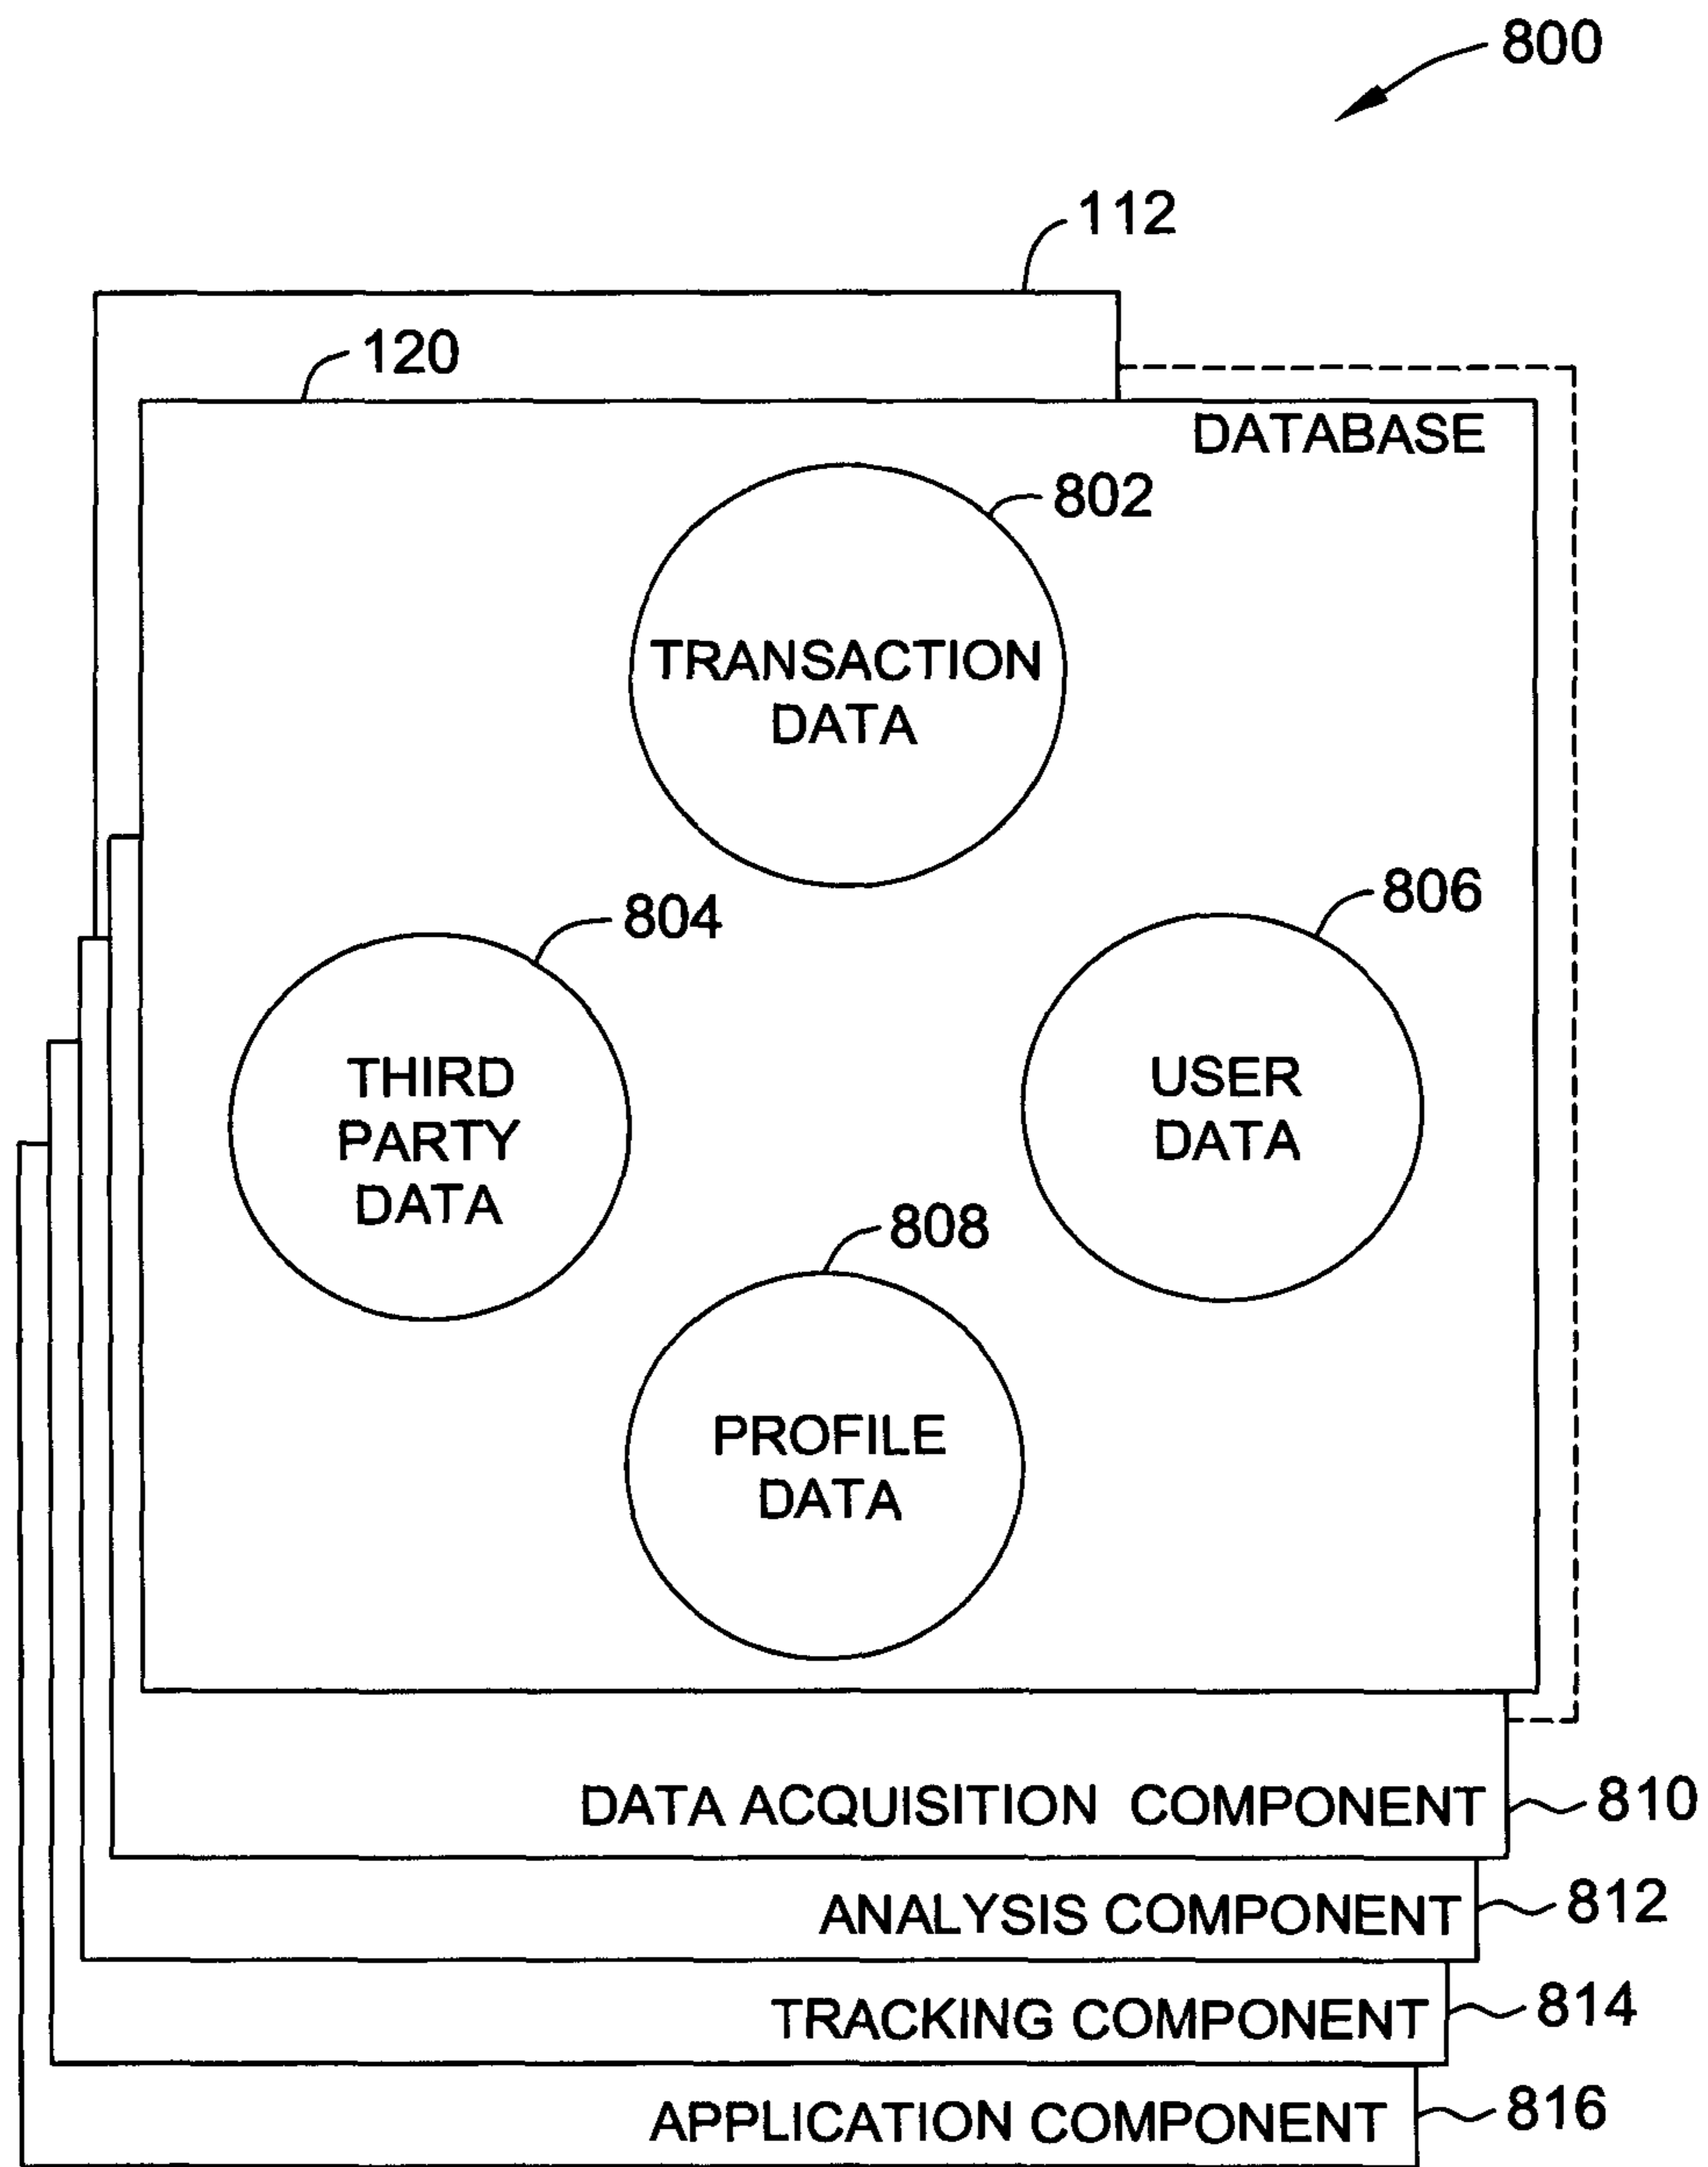 800
112
120
DATABASE
802
TRANSACTION
DATA
804
806
THIRD
PARTY
DATA
USER
DATA
808
PROFILE
DATA
DATA ACQUISITION COMPONENT
810
ANALYSIS COMPONENT
812
TRACKING COMPONENT
814
APPLICATION COMPONENT
816